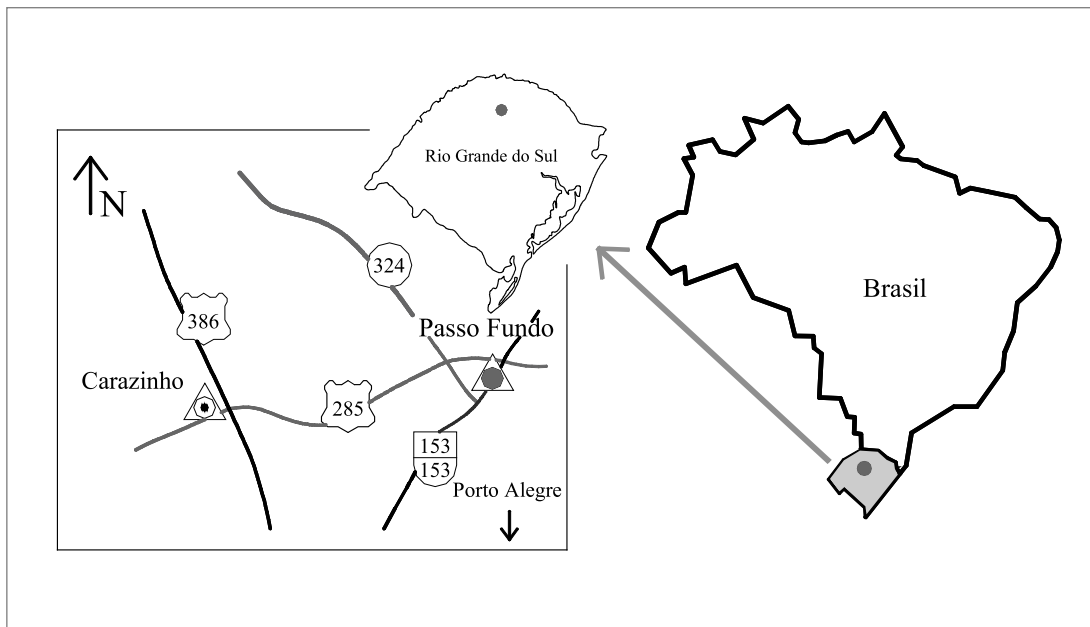 Rio Grande do Sul
N
324
Brasil
386
Passo Fundo
Carazinho
285
153
153
Porto Alegre